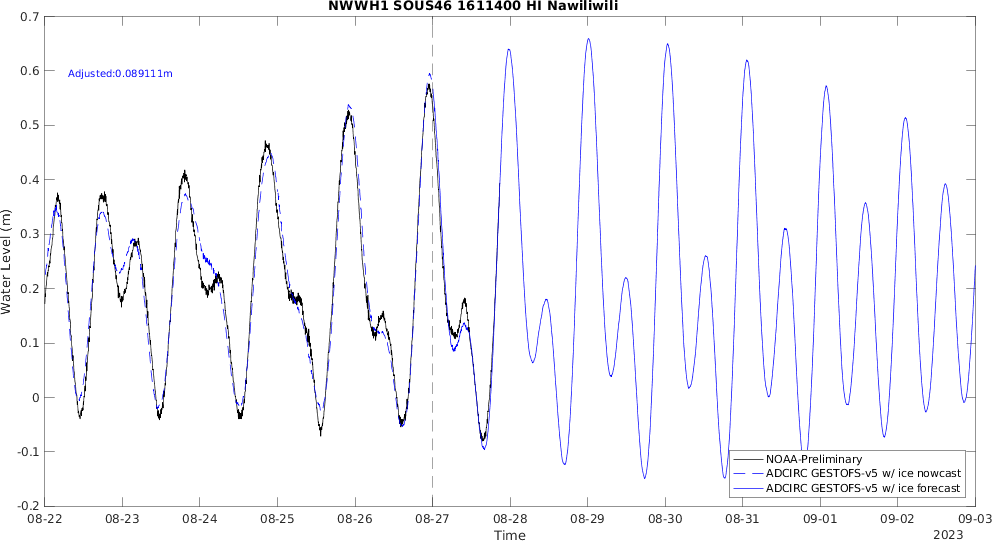 NWWH1 SOUS46 1611400 HI Nawiliwili
0.7
0.6
0.5
0.4
0.3
0.2
0.1
0
-0.1
-0.2
Water Level (m)
Adjusted:0.089111m
NOAA-Preliminary
ADCIRC GESTOFS-v5 w/ ice nowcast
ADCIRC GESTOFS-v5 w/ ice forecast
08-22 08-23 08-24 08-25 08-26 08-27 08-28 08-29 08-30 08-31 09-01 09-02 09-03
Time
2023